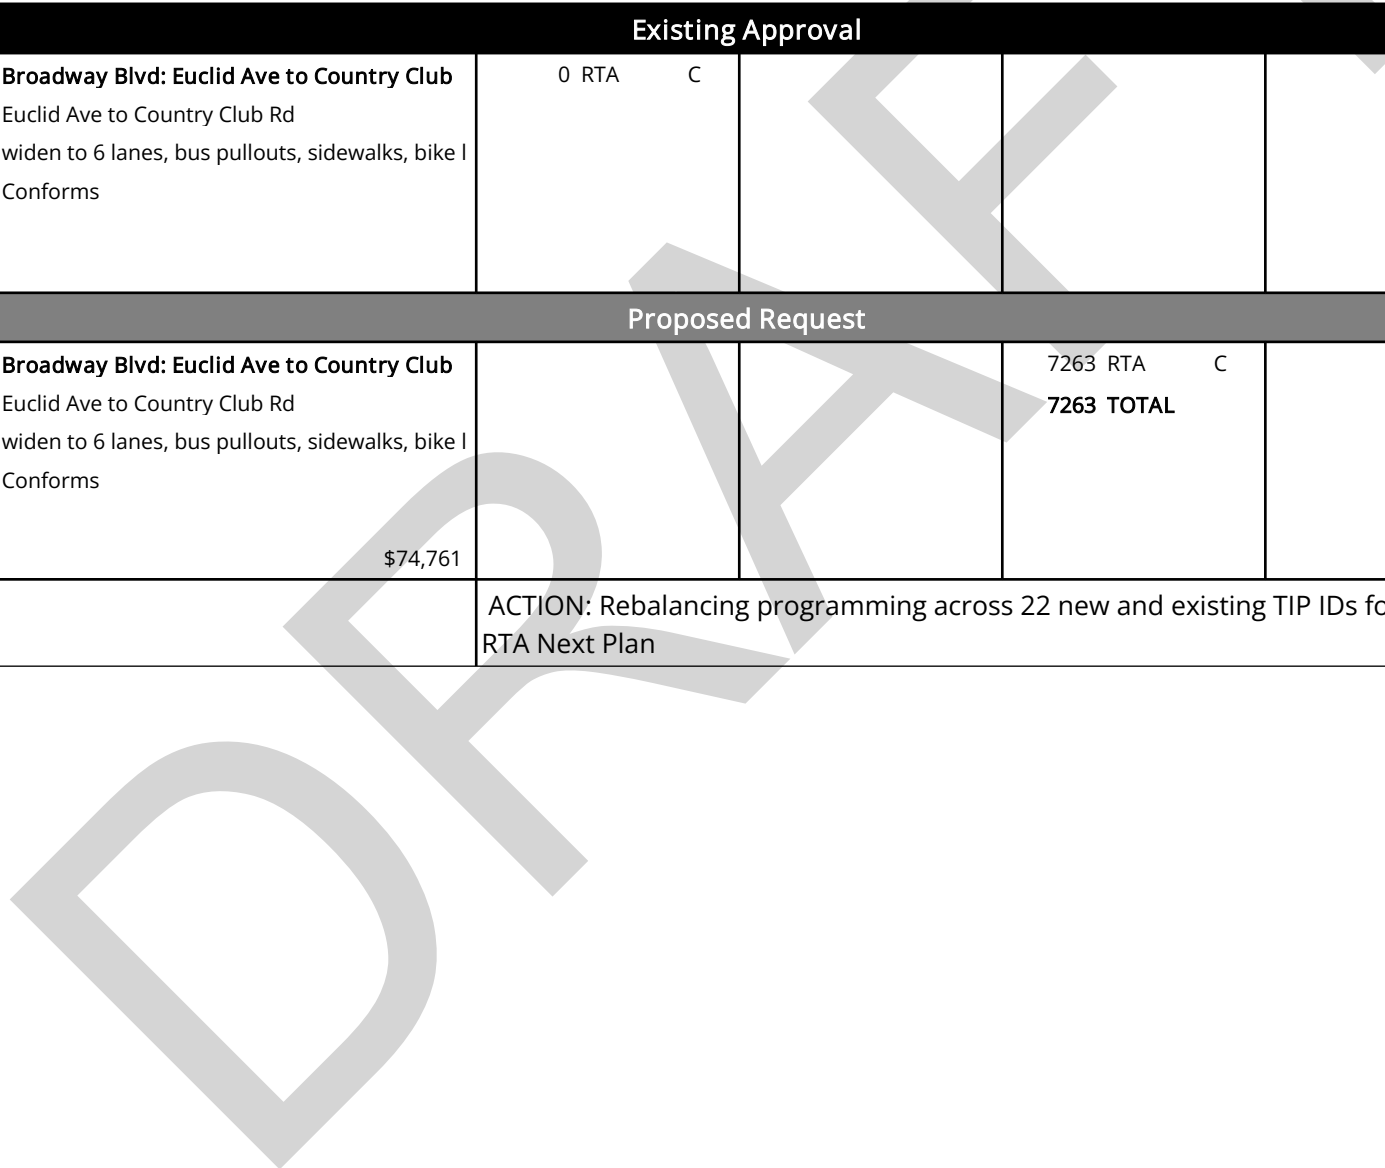 Existing Approval
Broadway Blvd: Euclid Ave to Country Club
0 RTA C
Euclid Ave to Country Club Rd
widen to 6 lanes, bus pullouts, sidewalks, bike l
Conforms
Proposed Request
Broadway Blvd: Euclid Ave to Country Club
7263 RTA C
Euclid Ave to Country Club Rd
7263 TOTAL
widen to 6 lanes, bus pullouts, sidewalks, bike l
Conforms
$74,761
ACTION: Rebalancing programming across 22 new and existing TIP IDs fo
RTA Next Plan
DRAF